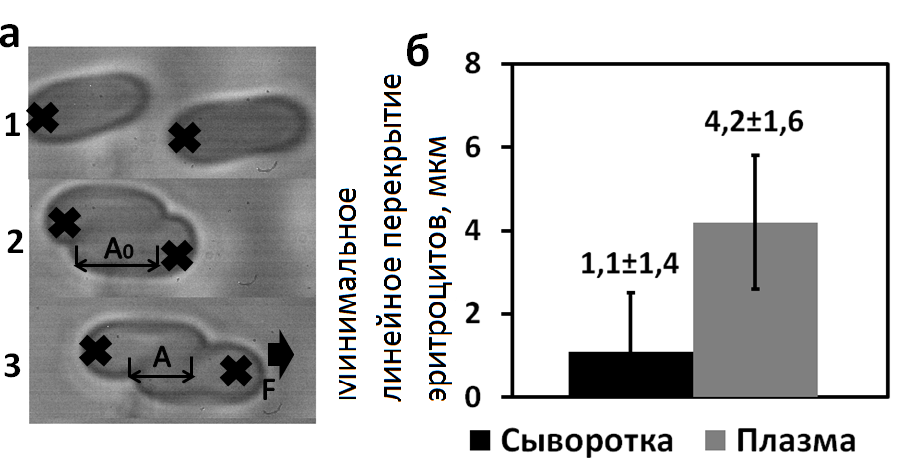 а
1
2
3
A0
A
F
б
Минимальное
линейное перекрытие
эритроцитов, мкм
8
6
4
2
0
1,1±1,4
4,2±1,6
Сыворотка
Плазма